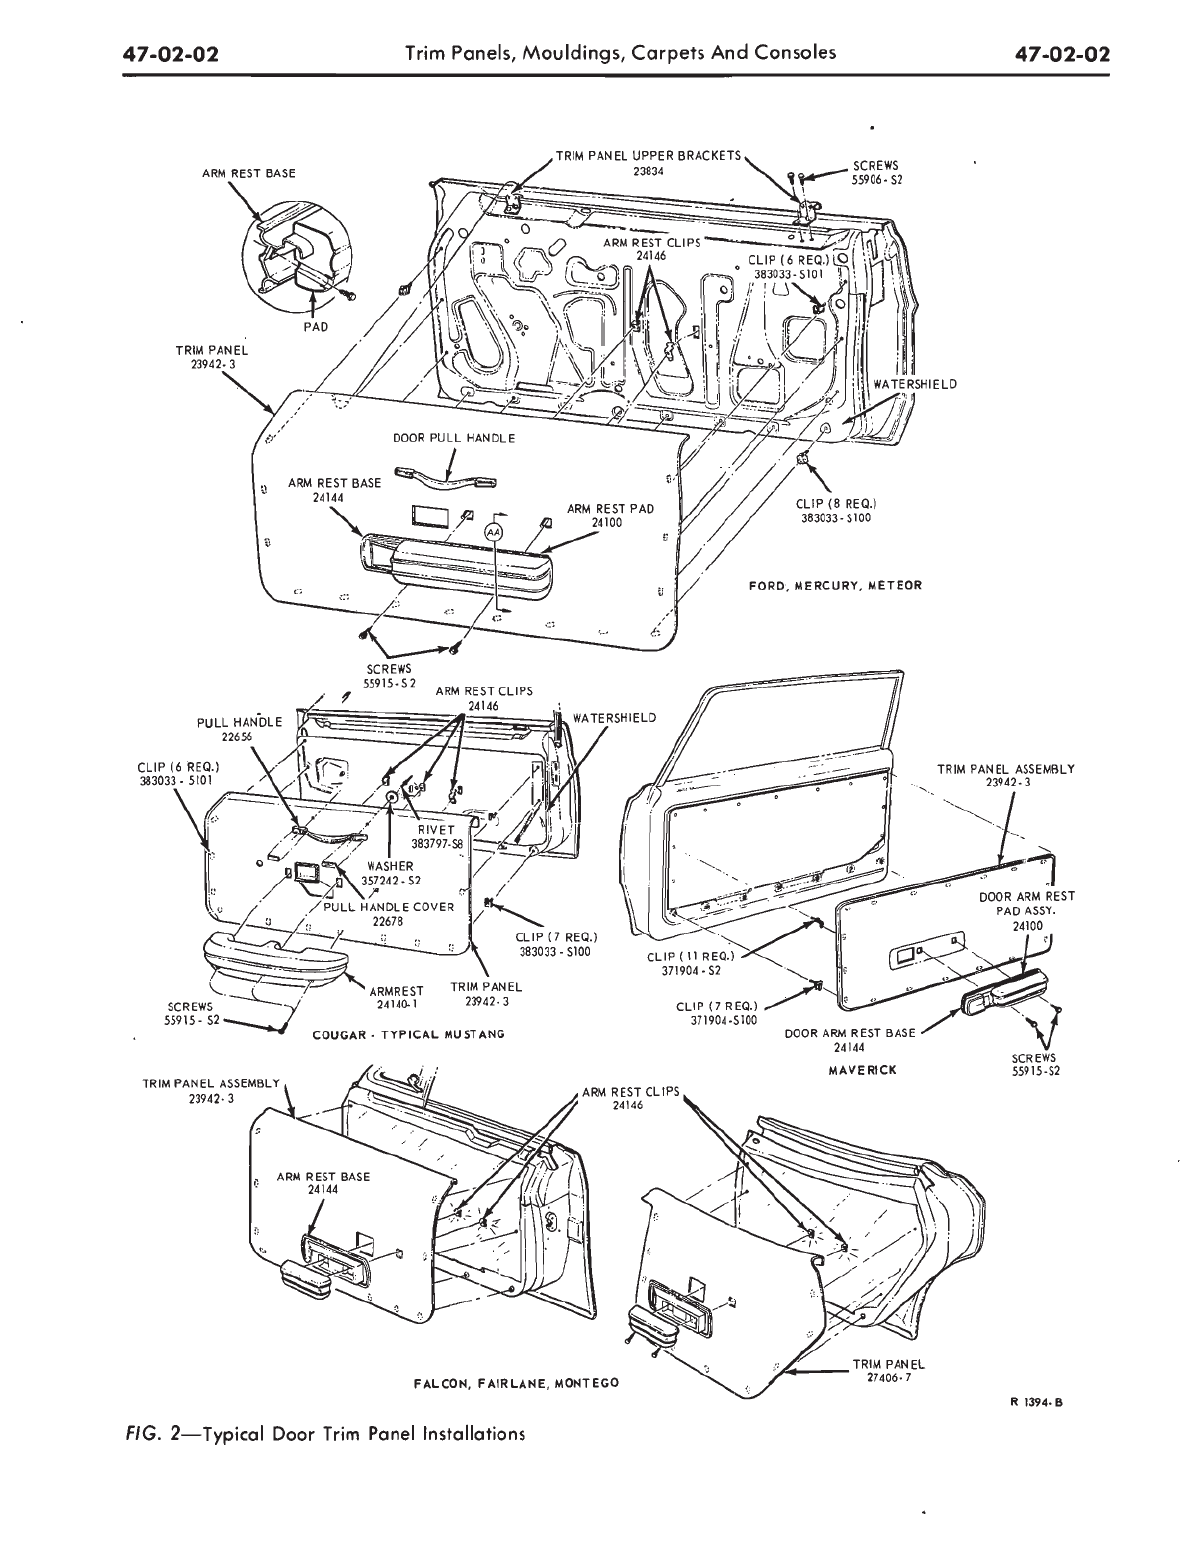 47-02-02 Trim Panels, Mouldings, Carpets And Consoles 47-02-02
TRIM PANEL UPPER BRACKETS
23834
SCREWS
55906-S2
ARM REST BASE
PAD
ARM REST CLIPS
24146
CLIP (6 REQ.)
383033-S101
TRIM PANEL
23942-3
WATERSHIELD
DOOR PULL HANDLE
ARM REST BASE
24144
ARM REST PAD
24100
AA
CLIP (8 REQ.)
383033-S100
FORD, MERCURY, METEOR
SCREWS
55915-S2
ARM REST CLIPS
24146
PULL HANDLE
22656
WATERSHIELD
CLIP (6 REQ.)
383033-S101
RIVET
383797-S8
WASHER
357242-S2
PULL HANDLE COVER
22678
CLIP (7 REQ.)
383033-S100
ARMREST
24140-1
TRIM PANEL
23942-3
SCREWS
55915-S2
COUGAR - TYPICAL MUSTANG
TRIM PANEL ASSEMBLY
23942-3
DOOR ARM REST
PAD ASSY.
24100
CLIP (11 REQ.)
371904-S2
CLIP (7 REQ.)
371904-S100
DOOR ARM REST BASE
24144
SCREWS
55915-S2
MAVERICK
TRIM PANEL ASSEMBLY
23942-3
ARM REST CLIPS
24146
ARM REST BASE
24144
TRIM PANEL
27406-7
FALCON, FAIRLANE, MONTEGO
R 1394-B
FIG. 2—Typical Door Trim Panel Installations